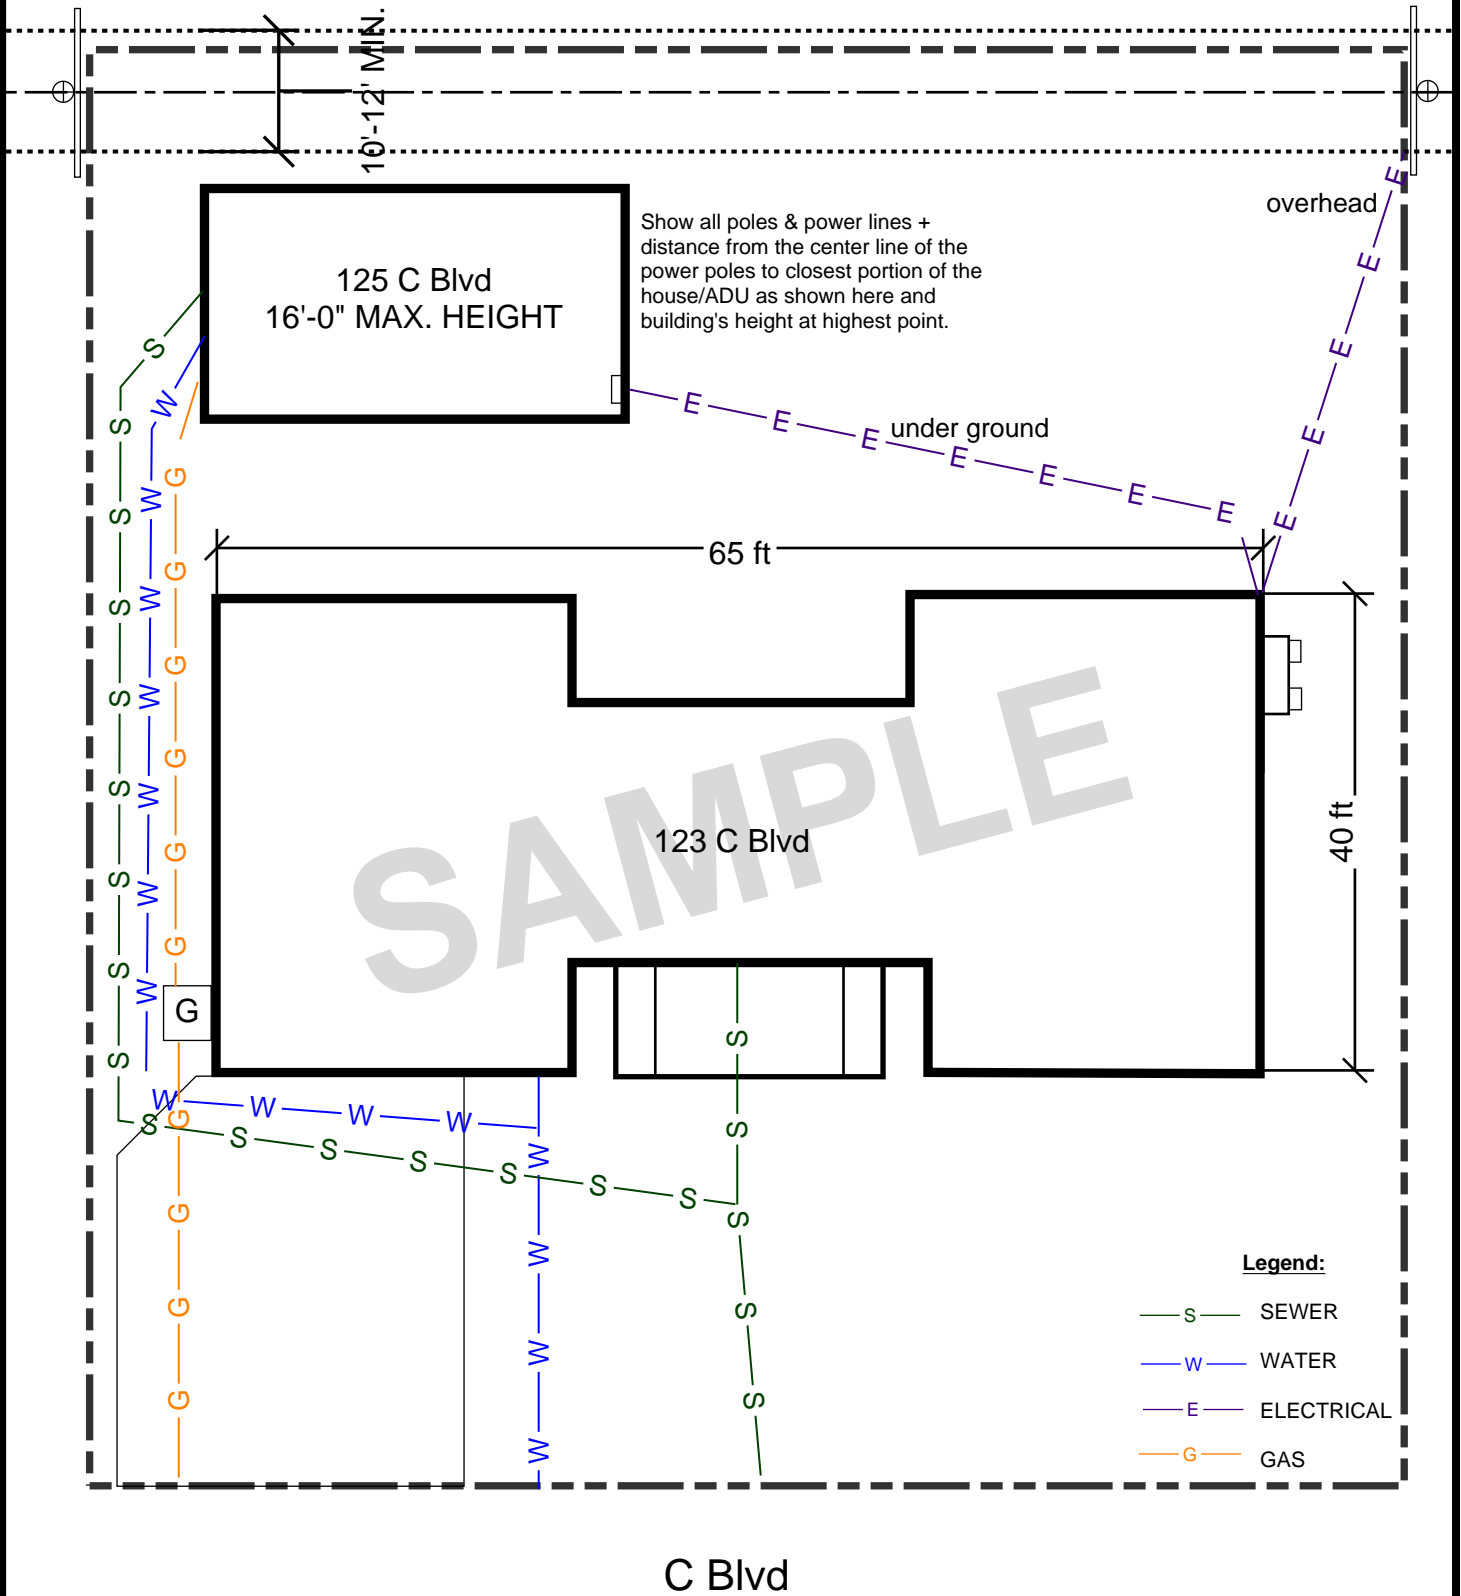 10'-12' MIN.
overhead
Show all poles & power lines +
distance from the center line of the
power poles to closest portion of the
house/ADU as shown here and
building's height at highest point.
125 C Blvd
16'-0" MAX. HEIGHT
S
W
S
G
W
S
G
W
S
G
W
S
G
W
S
G
W
S
G
W
S
G
W
S
E
E
E
E
E
E
E
under ground
E
E
E
E
E
E
E
65 ft
40 ft
SAMPLE
123 C Blvd
G
W
W
W
W
G
S
S
S
S
S
S
S
S
S
S
S
S
W
W
W
W
G
G
G
Legend:
S SEWER
W WATER
E ELECTRICAL
G GAS
C Blvd